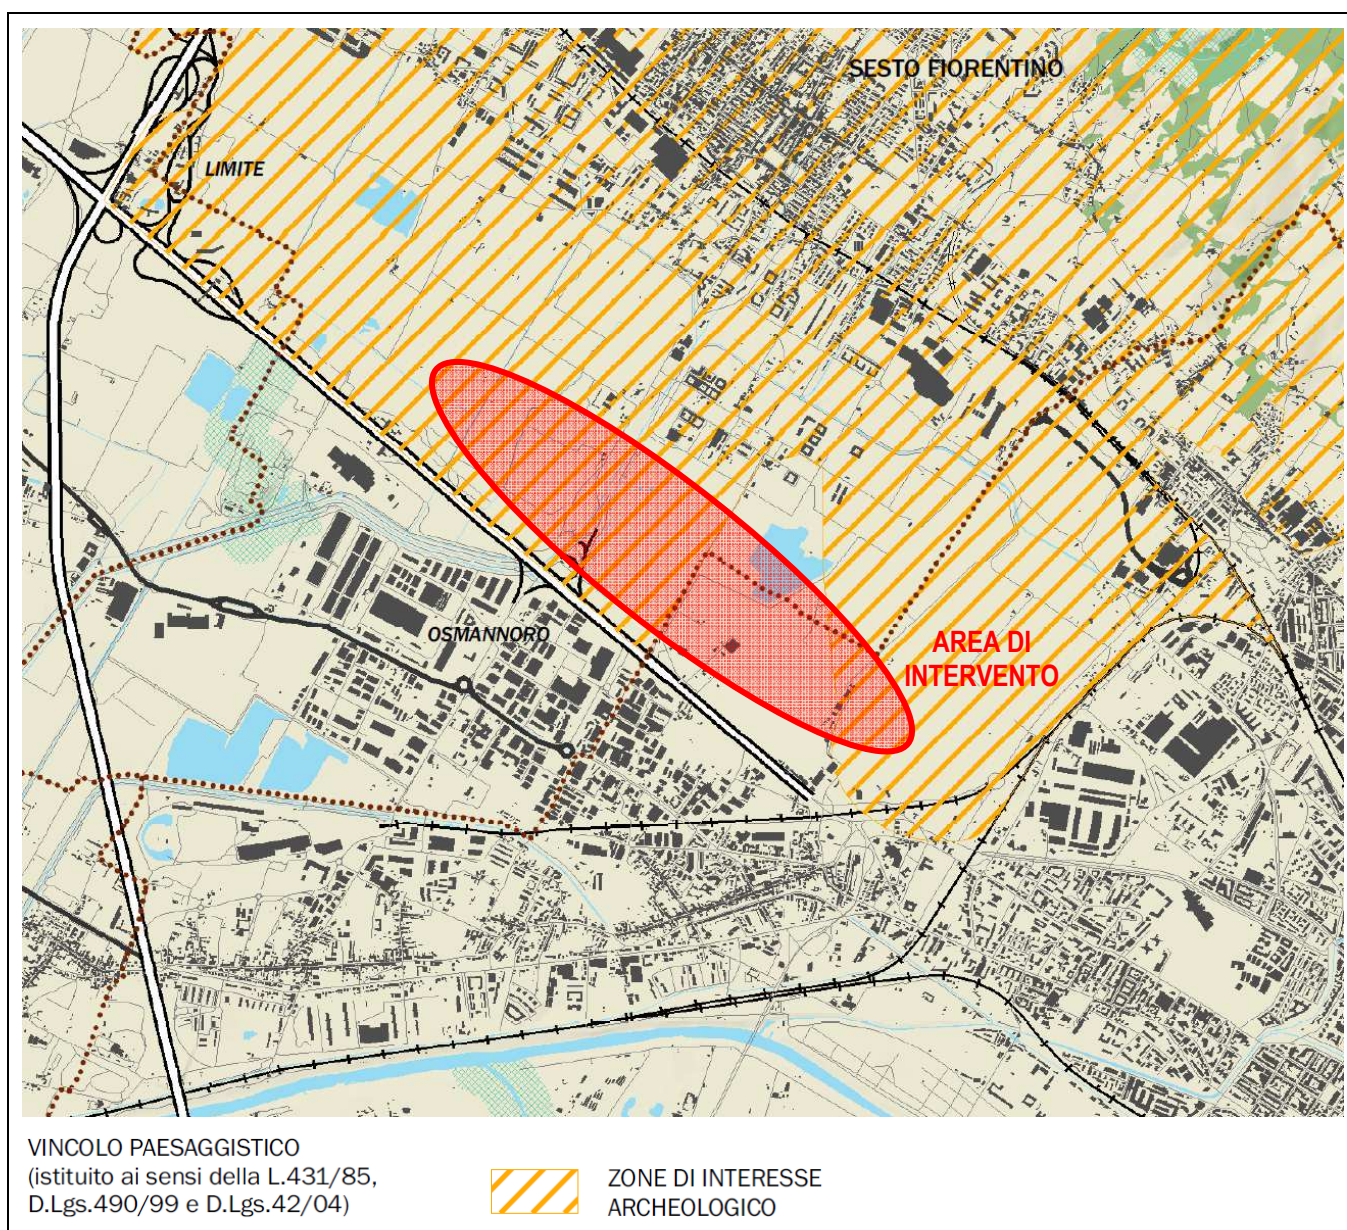 SESTO FIORENTINO
LIMITE
OSMANNORO
AREA DI
INTERVENTO
VINCOLO PAESAGGISTICO
(istituito ai sensi della L.431/85,
D.Lgs.490/99 e D.Lgs.42/04)
ZONE DI INTERESSE
ARCHEOLOGICO